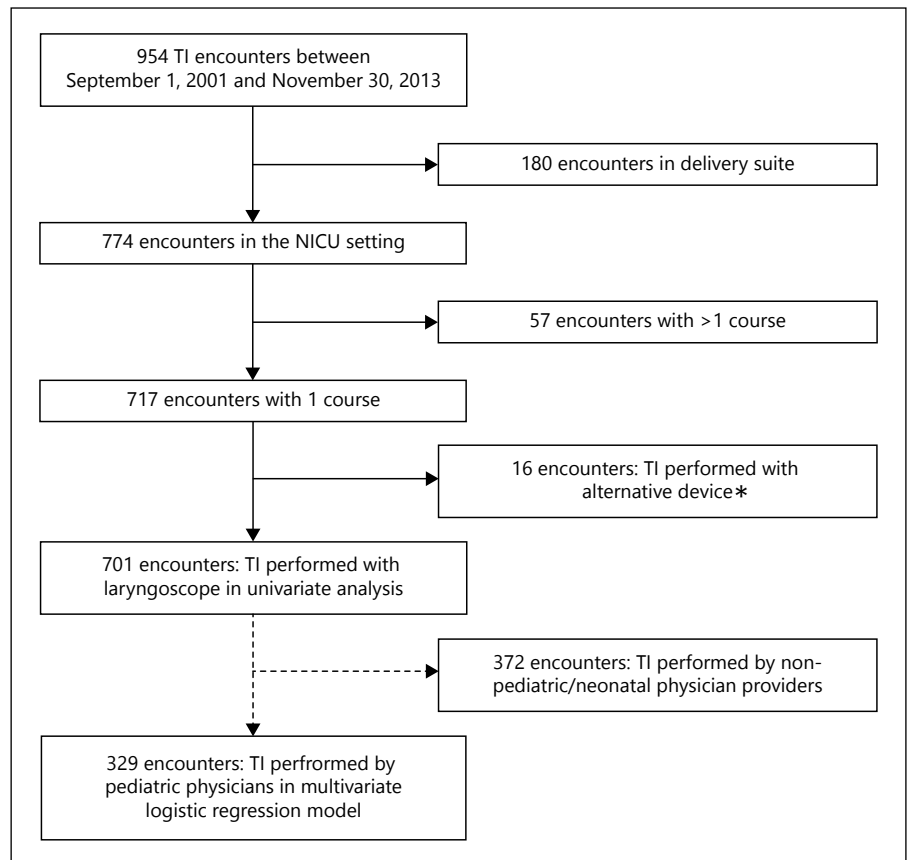 954 TI encounters between
September 1, 2001 and November 30, 2013
180 encounters in delivery suite
774 encounters in the NICU setting
57 encounters with >1 course
717 encounters with 1 course
16 encounters: TI performed with
alternative device*
701 encounters: TI performed with
laryngoscope in univariate analysis
372 encounters: TI performed by non-
pediatric/neonatal physician providers
329 encounters: TI perfrormed by
pediatric physicians in multivariate
logistic regression model